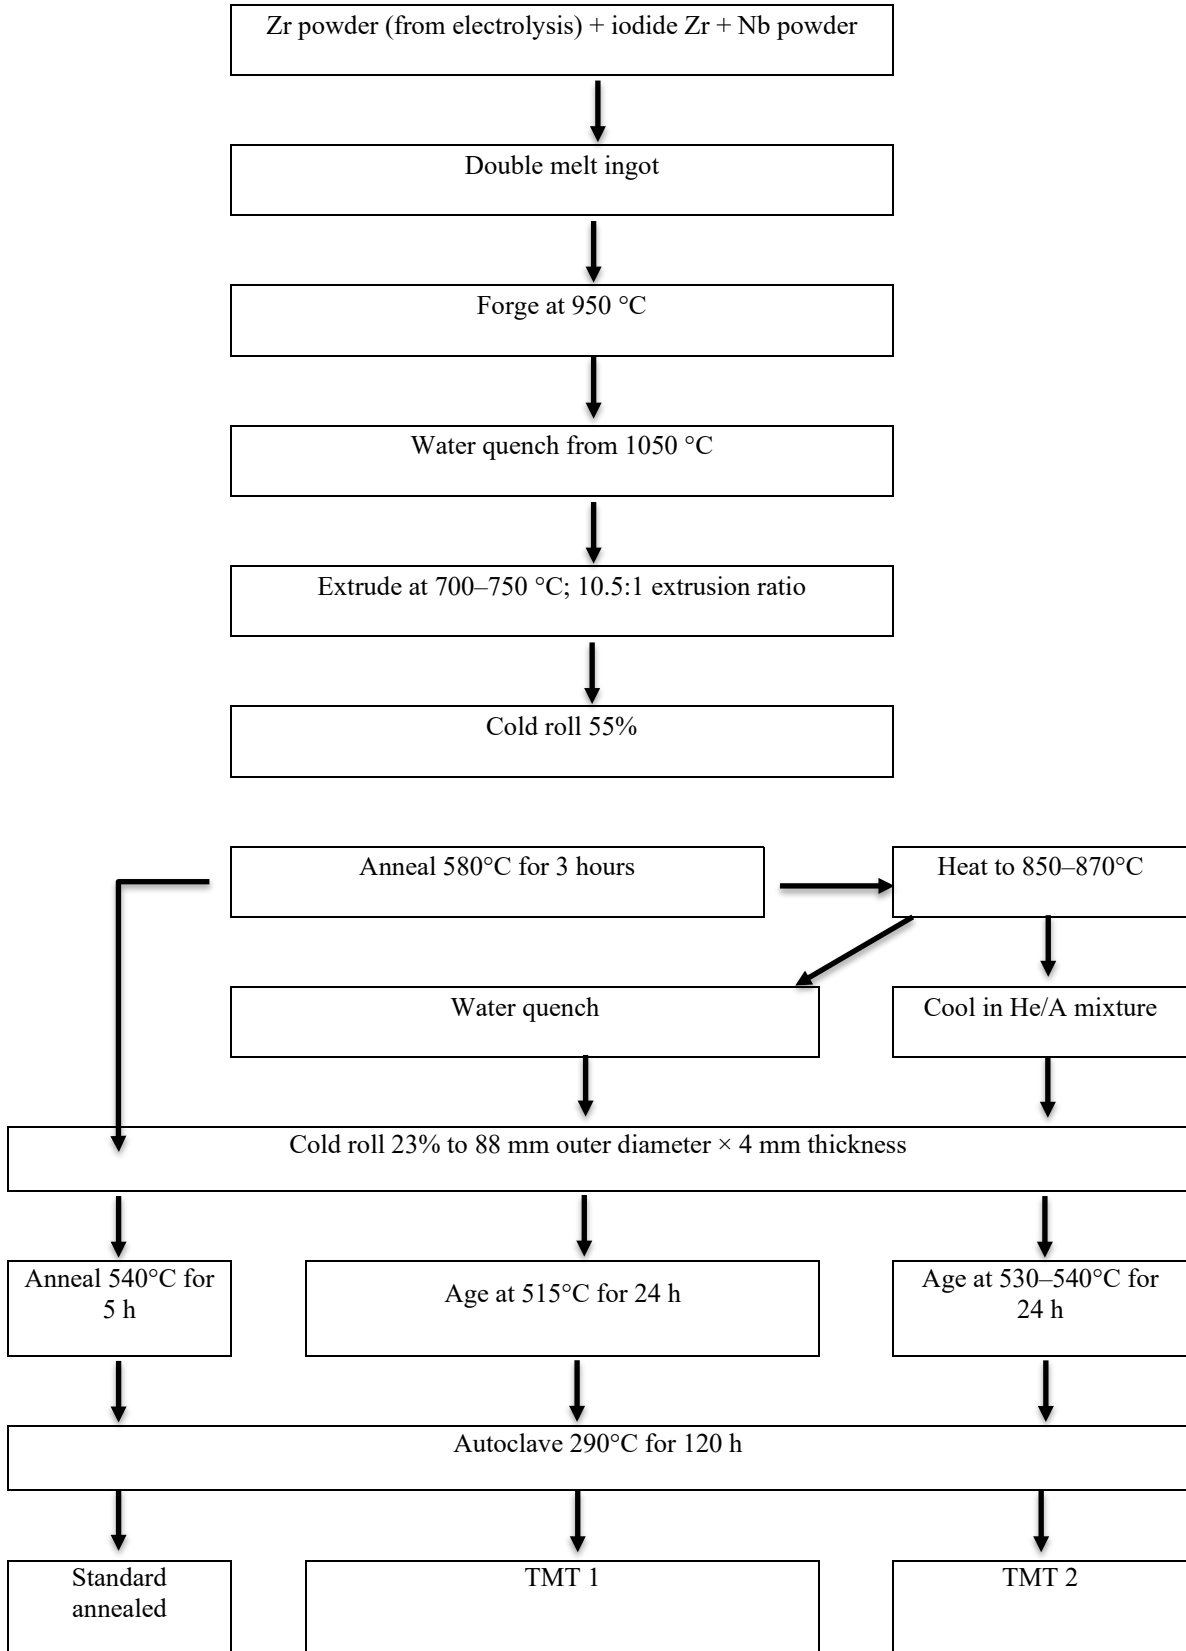 Zr powder (from electrolysis) + iodide Zr + Nb powder
Double melt ingot
Forge at 950 °C
Water quench from 1050 °C
Extrude at 700–750 °C; 10.5:1 extrusion ratio
Cold roll 55%
Anneal 580°C for 3 hours
Heat to 850–870°C
Water quench
Cool in He/A mixture
Cold roll 23% to 88 mm outer diameter × 4 mm thickness
Anneal 540°C for
5 h
Age at 515°C for 24 h
Age at 530–540°C for
24 h
Autoclave 290°C for 120 h
Standard
annealed
TMT 1
TMT 2